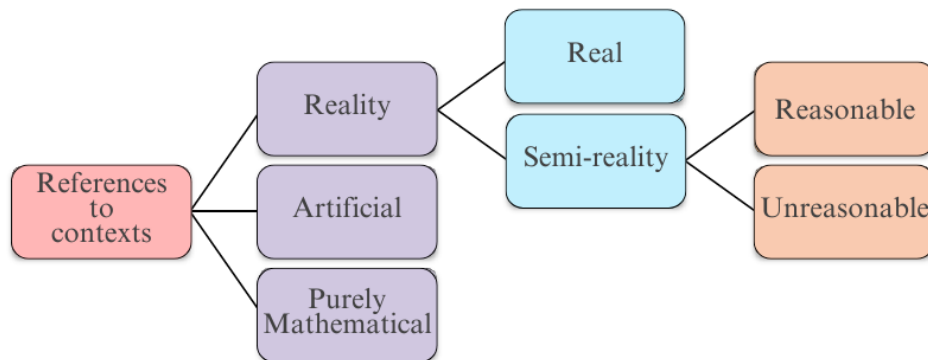 References
to
contexts
Reality
Artificial
Purely
Mathematical
Real
Semi-reality
Reasonable
Unreasonable